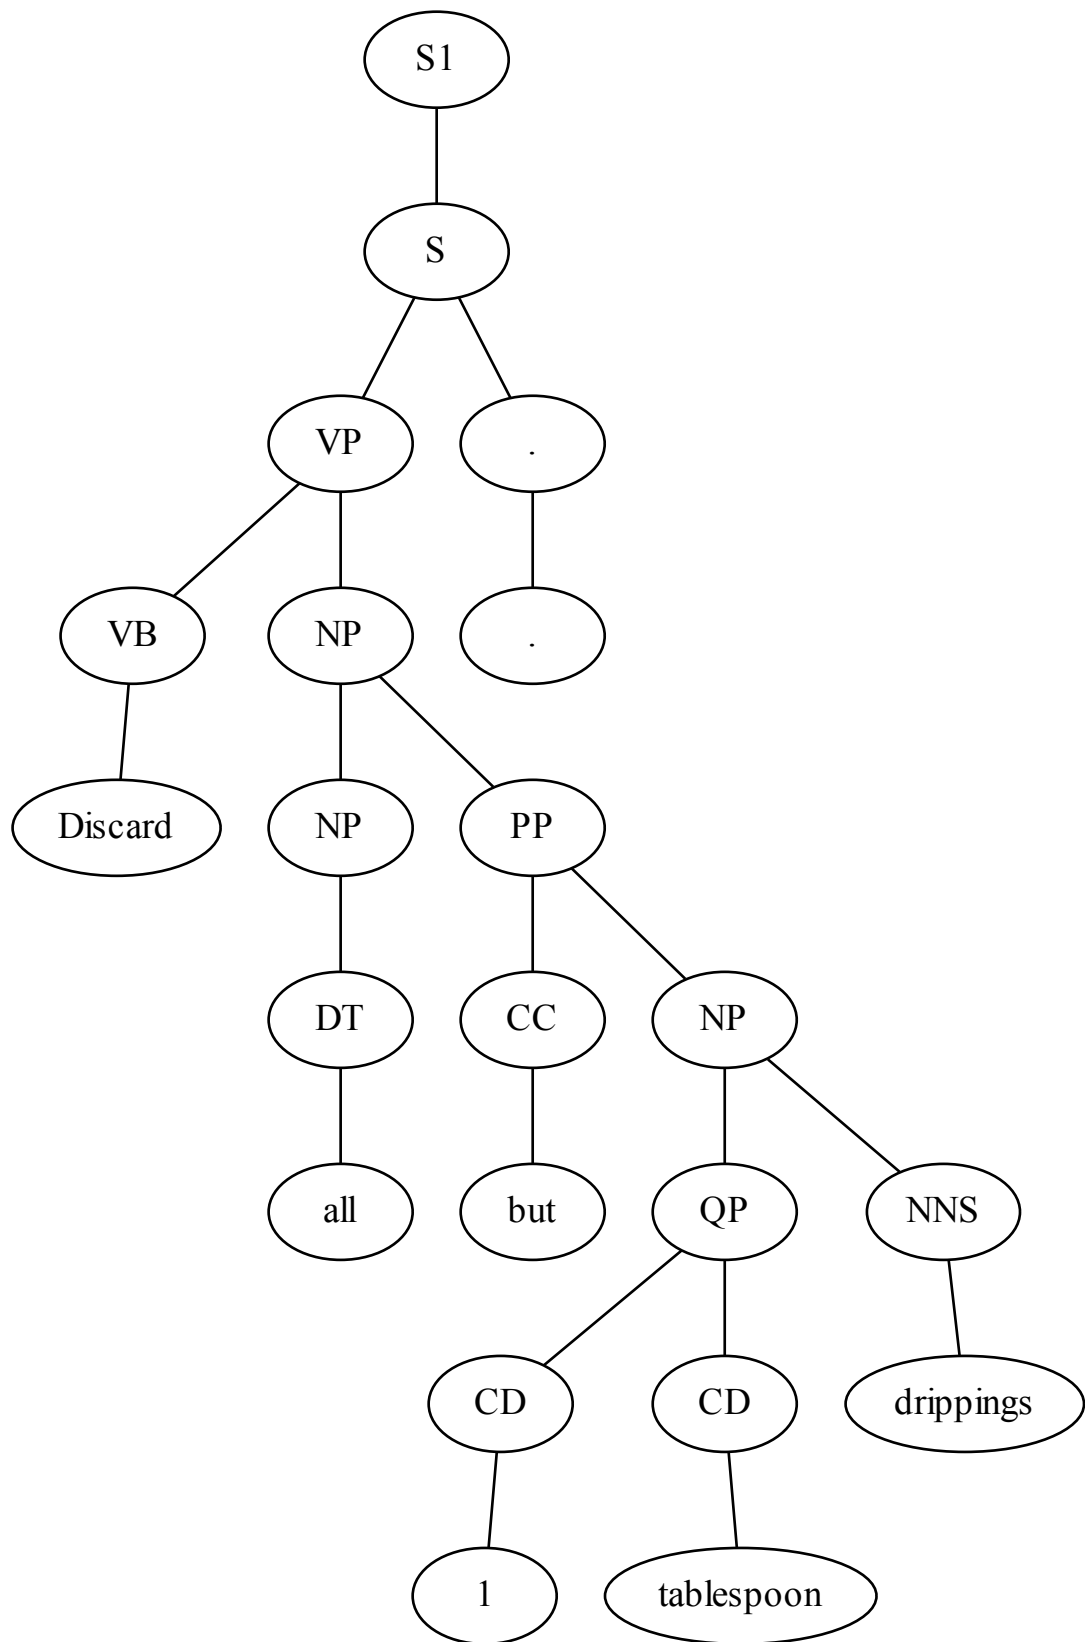 S1
S
VP .
VB NP .
Discard NP PP
DT CC NP
all but QP NNS
CD CD drippings
1 tablespoon